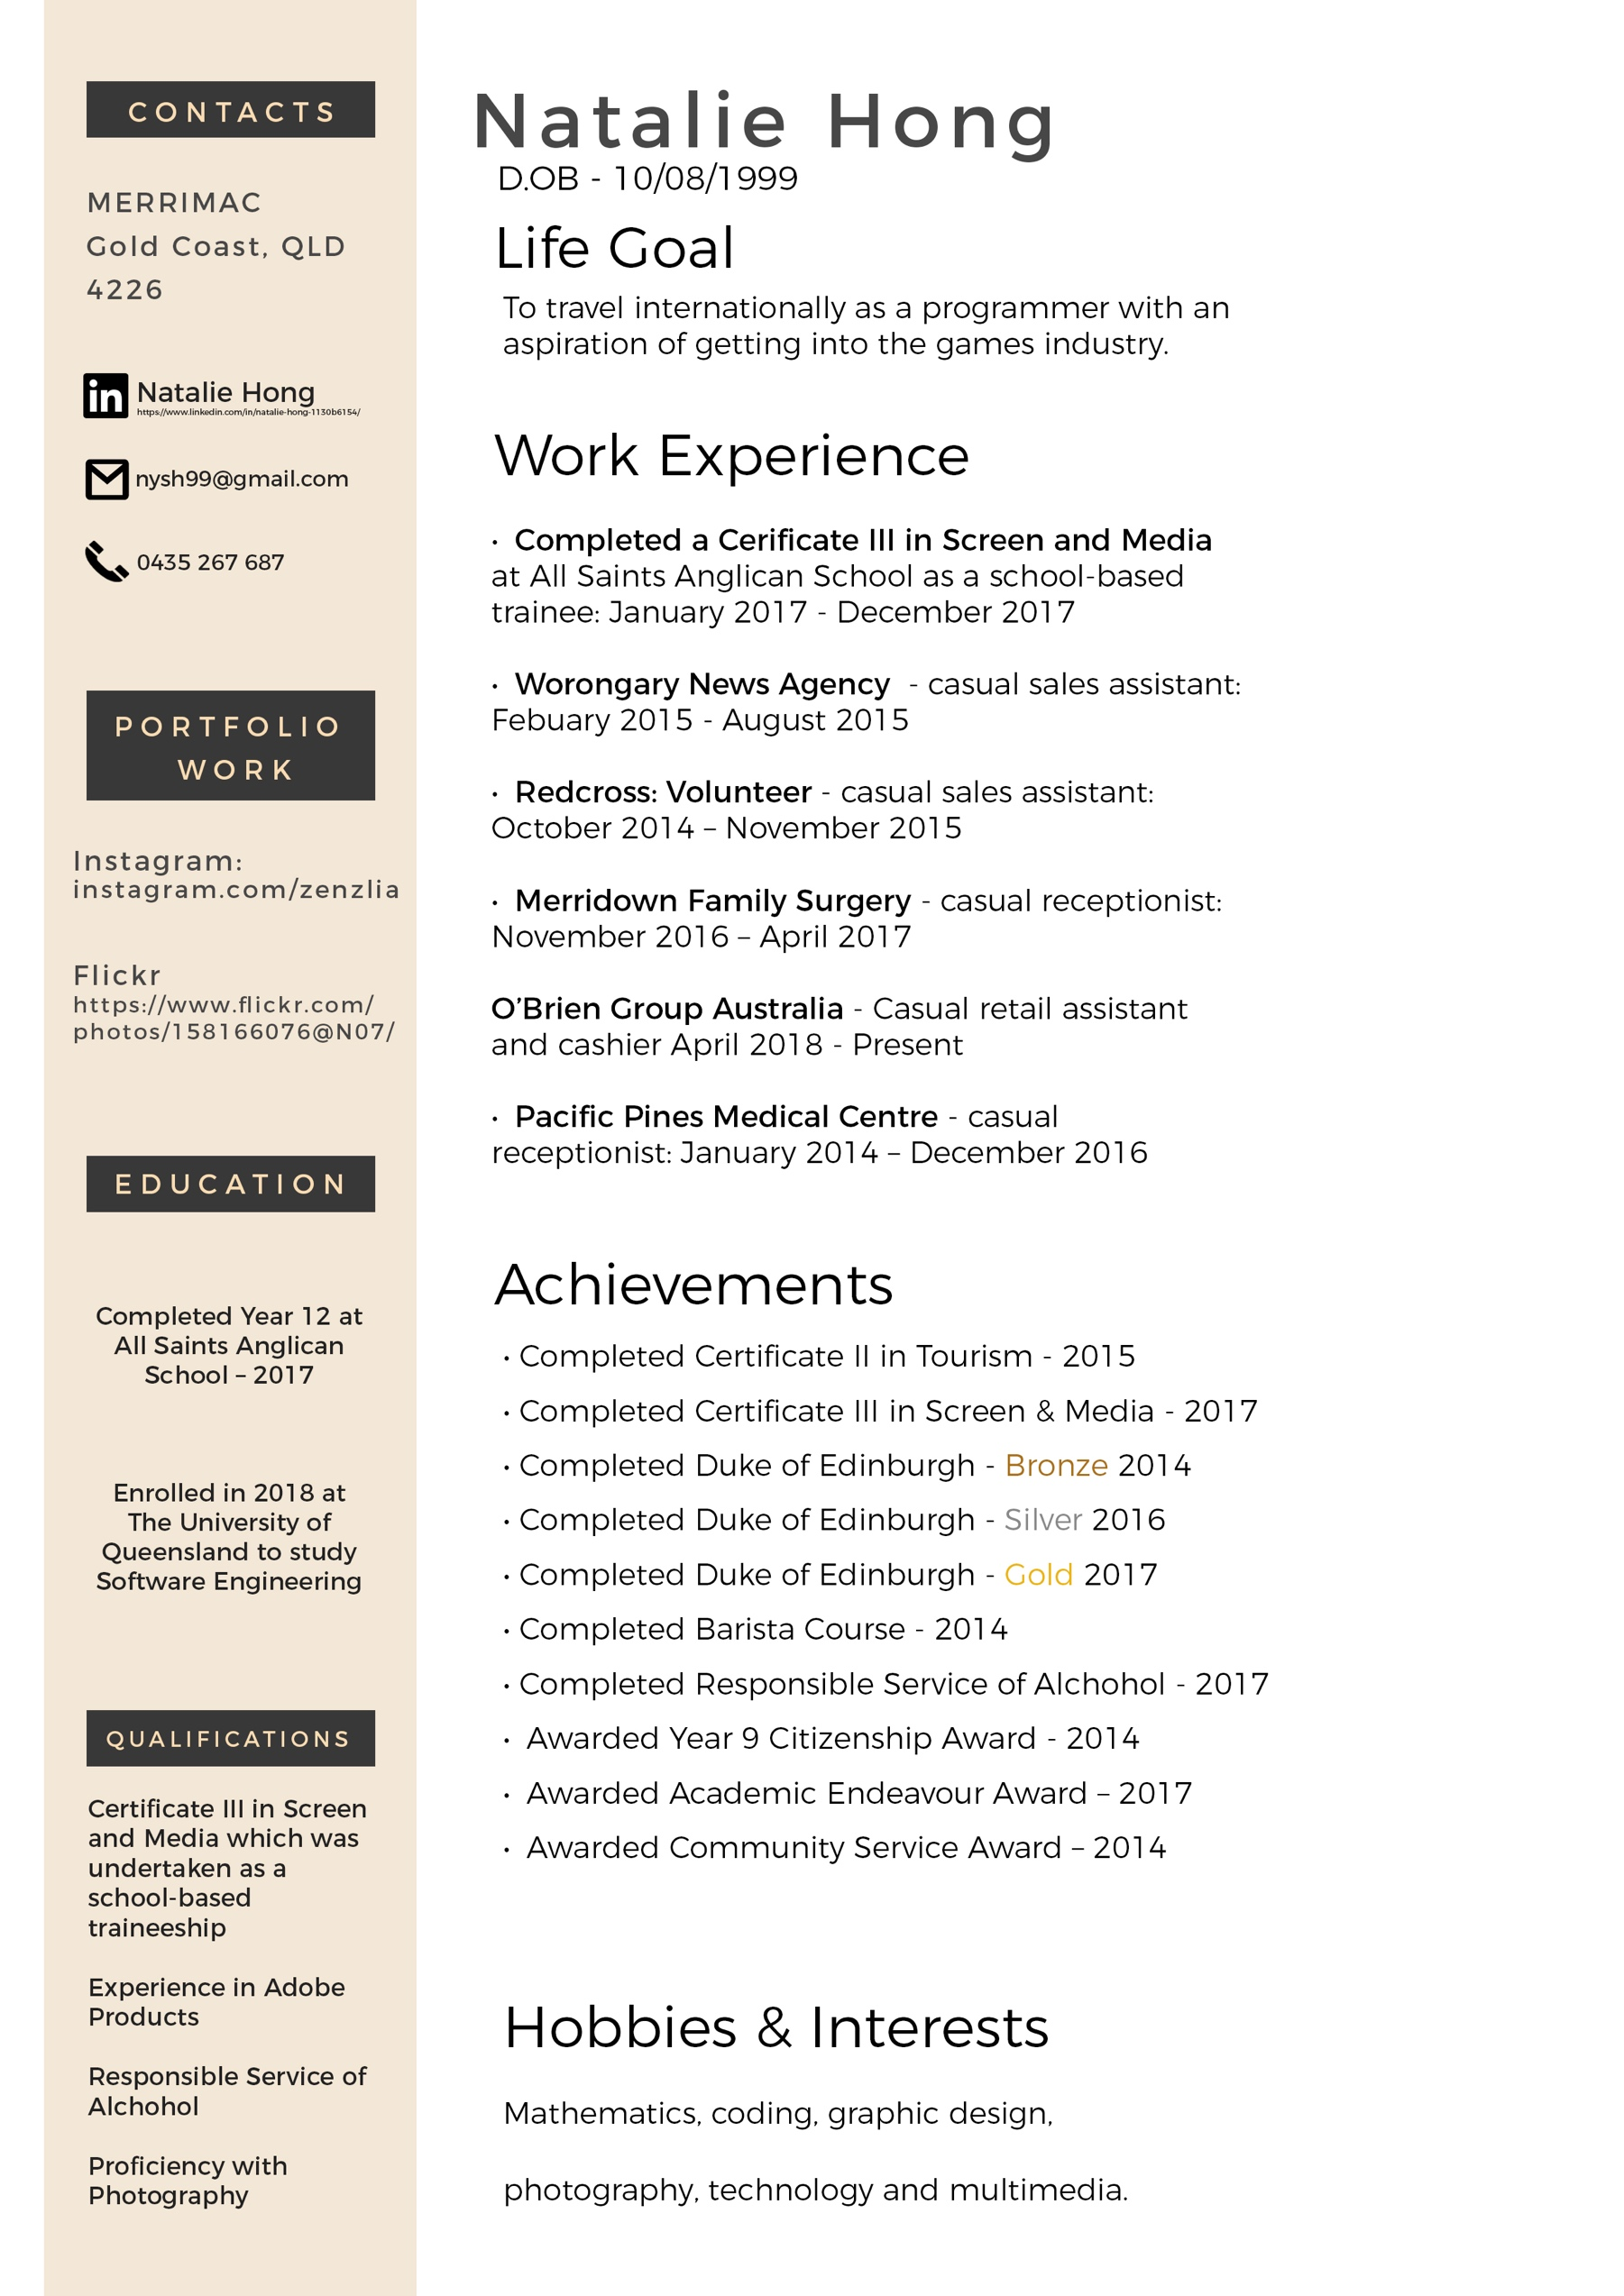 CONTACTS
MERRIMAC
Gold Coast, QLD
4226
in Natalie Hong
https://www.linkedin.com/in/natalie-hong-1130b6154/
nysh99@gmail.com
0435 267 687
PORTFOLIO
WORK
Instagram:
instagram.com/zenzlia
Flickr
https://www.flickr.com/
photos/158166076@N07/
EDUCATION
Completed Year 12 at
All Saints Anglican
School – 2017
Enrolled in 2018 at
The University of
Queensland to study
Software Engineering
QUALIFICATIONS
Certificate III in Screen
and Media which was
undertaken as a
school-based
traineeship
Experience in Adobe
Products
Responsible Service of
Alchohol
Proficiency with
Photography
Natalie Hong
D.OB - 10/08/1999
Life Goal
To travel internationally as a programmer with an
aspiration of getting into the games industry.
Work Experience
• Completed a Cerificate III in Screen and Media
at All Saints Anglican School as a school-based
trainee: January 2017 - December 2017
• Worongary News Agency - casual sales assistant:
Febuary 2015 - August 2015
• Redcross: Volunteer - casual sales assistant:
October 2014 – November 2015
• Merridown Family Surgery - casual receptionist:
November 2016 – April 2017
O’Brien Group Australia - Casual retail assistant
and cashier April 2018 - Present
• Pacific Pines Medical Centre - casual
receptionist: January 2014 – December 2016
Achievements
• Completed Certificate II in Tourism - 2015
• Completed Certificate III in Screen & Media - 2017
• Completed Duke of Edinburgh - Bronze 2014
• Completed Duke of Edinburgh - Silver 2016
• Completed Duke of Edinburgh - Gold 2017
• Completed Barista Course - 2014
• Completed Responsible Service of Alchohol - 2017
• Awarded Year 9 Citizenship Award - 2014
• Awarded Academic Endeavour Award – 2017
• Awarded Community Service Award – 2014
Hobbies & Interests
Mathematics, coding, graphic design,
photography, technology and multimedia.